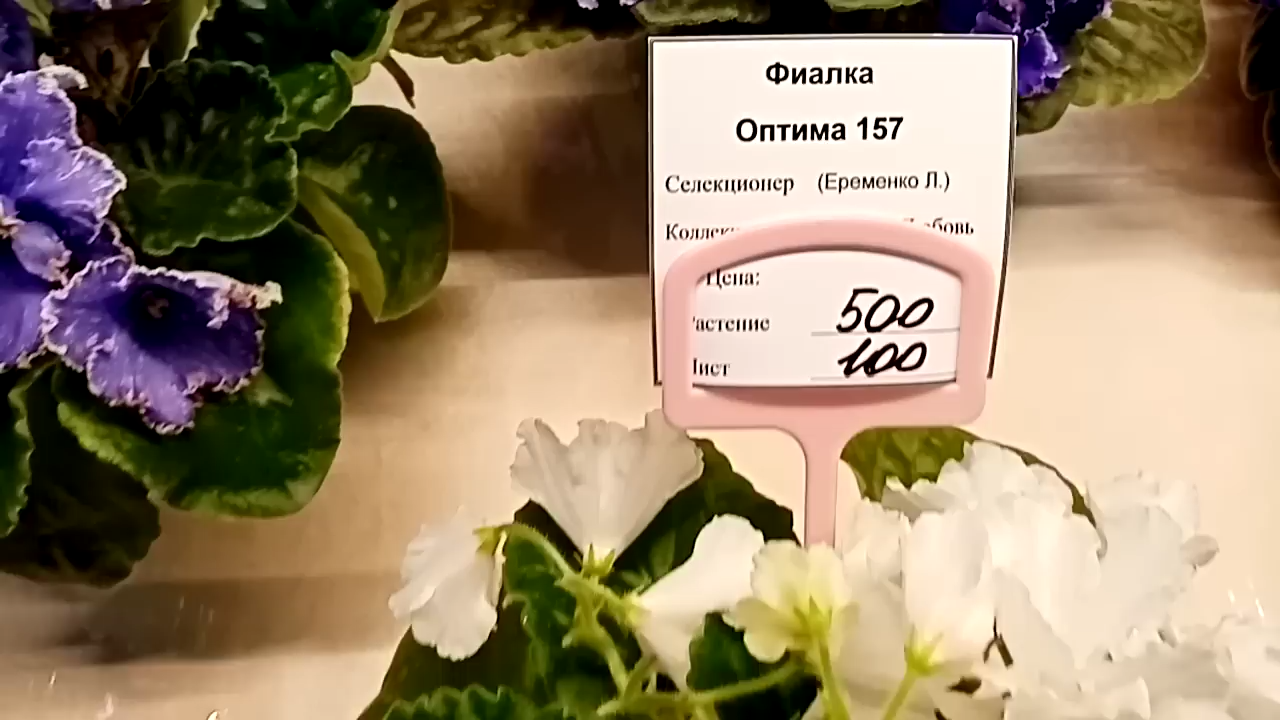 Фиалка
Оптима 157
Селекционер (Еременко Л.)
Цена:
500
100